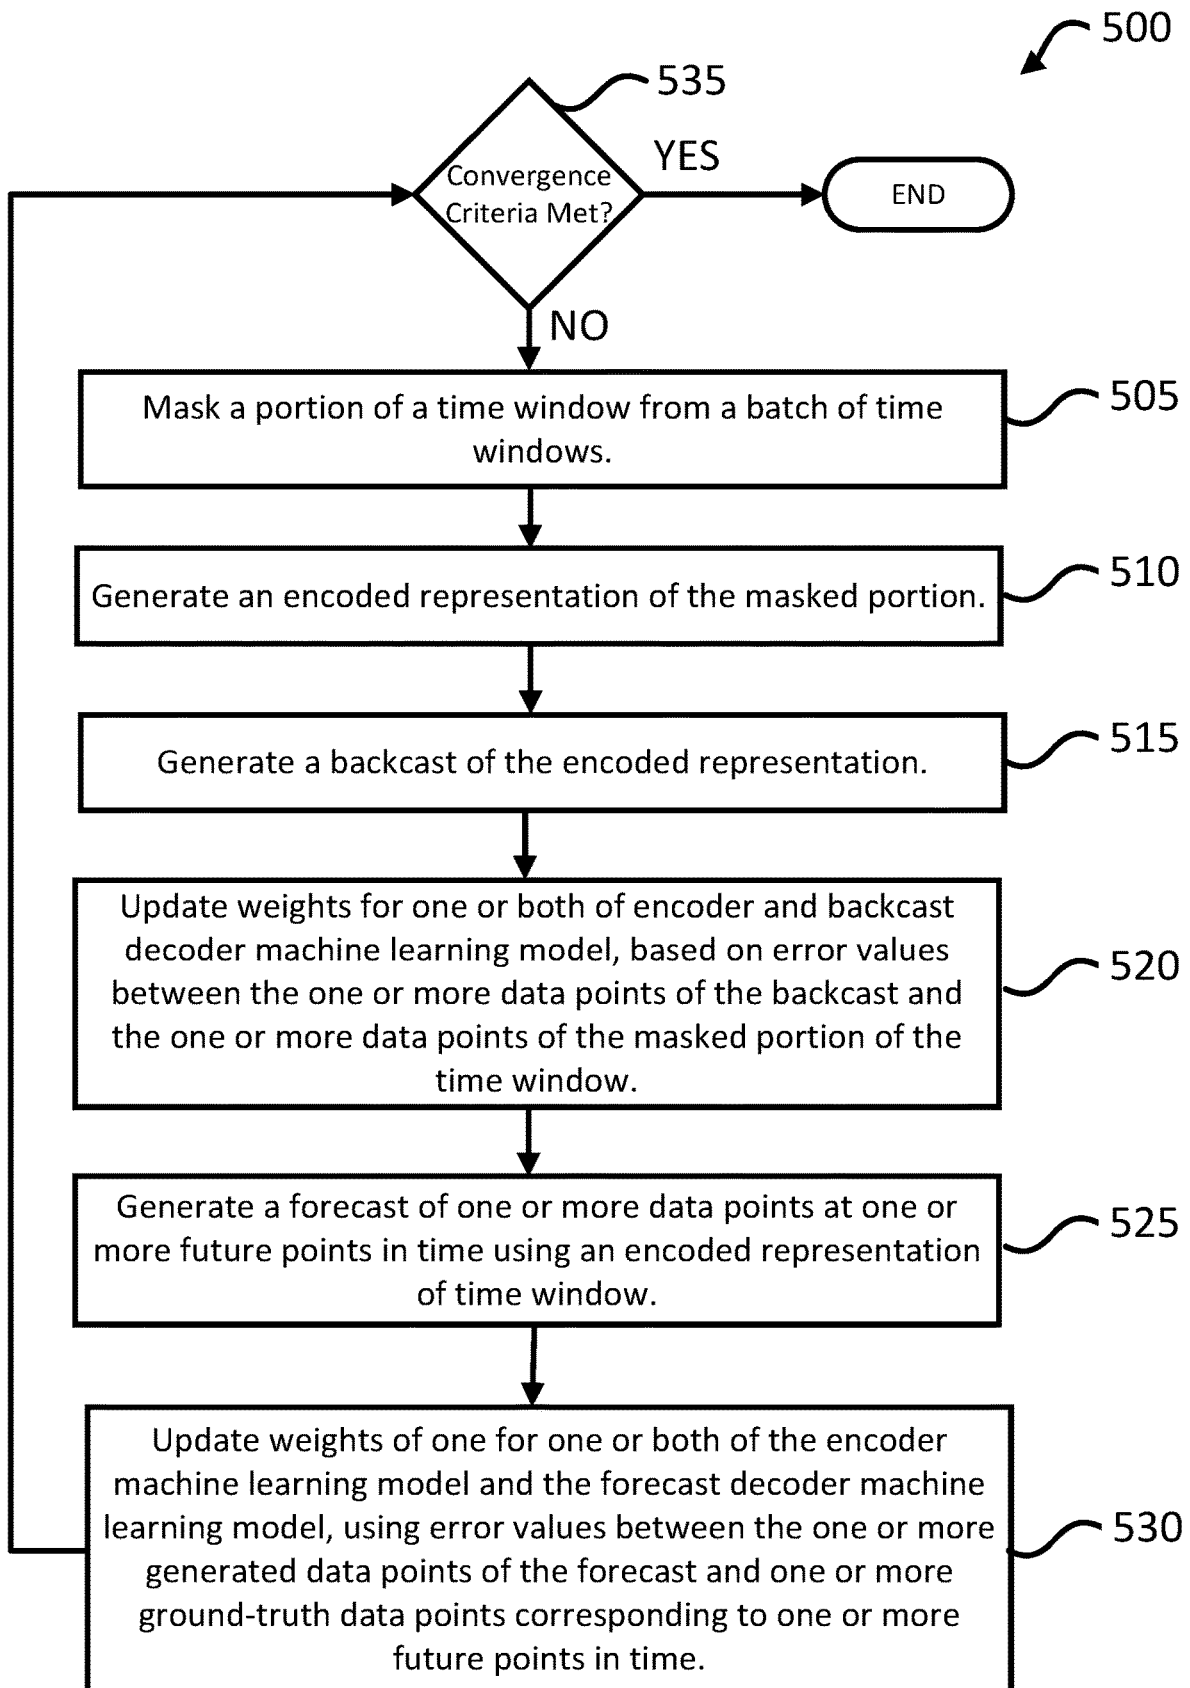 500
535
Convergence
Criteria Met?
YES
END
NO
Mask a portion of a time window from a batch of time
windows.
505
Generate an encoded representation of the masked portion.
510
Generate a backcast of the encoded representation.
515
Update weights for one or both of encoder and backcast
decoder machine learning model, based on error values
between the one or more data points of the backcast and
the one or more data points of the masked portion of the
time window.
520
Generate a forecast of one or more data points at one or
more future points in time using an encoded representation
of time window.
525
Update weights of one for one or both of the encoder
machine learning model and the forecast decoder machine
learning model, using error values between the one or more
generated data points of the forecast and one or more
ground-truth data points corresponding to one or more
future points in time.
530